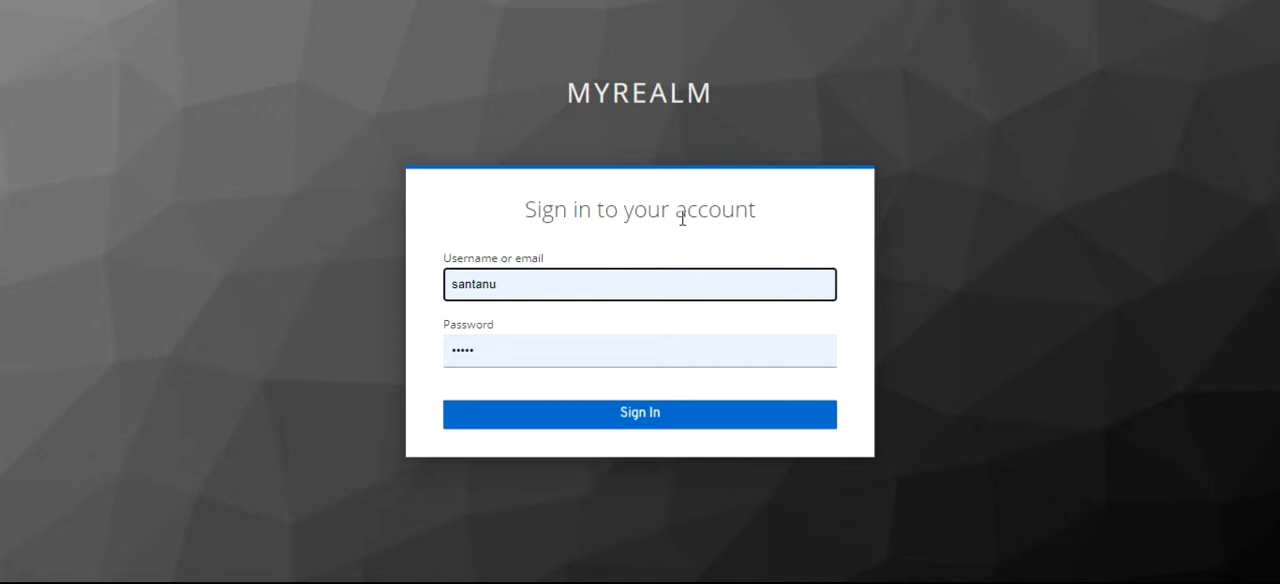 MYREALM
Sign in to your account
Username or email
santanu
Password
•••••
Sign In